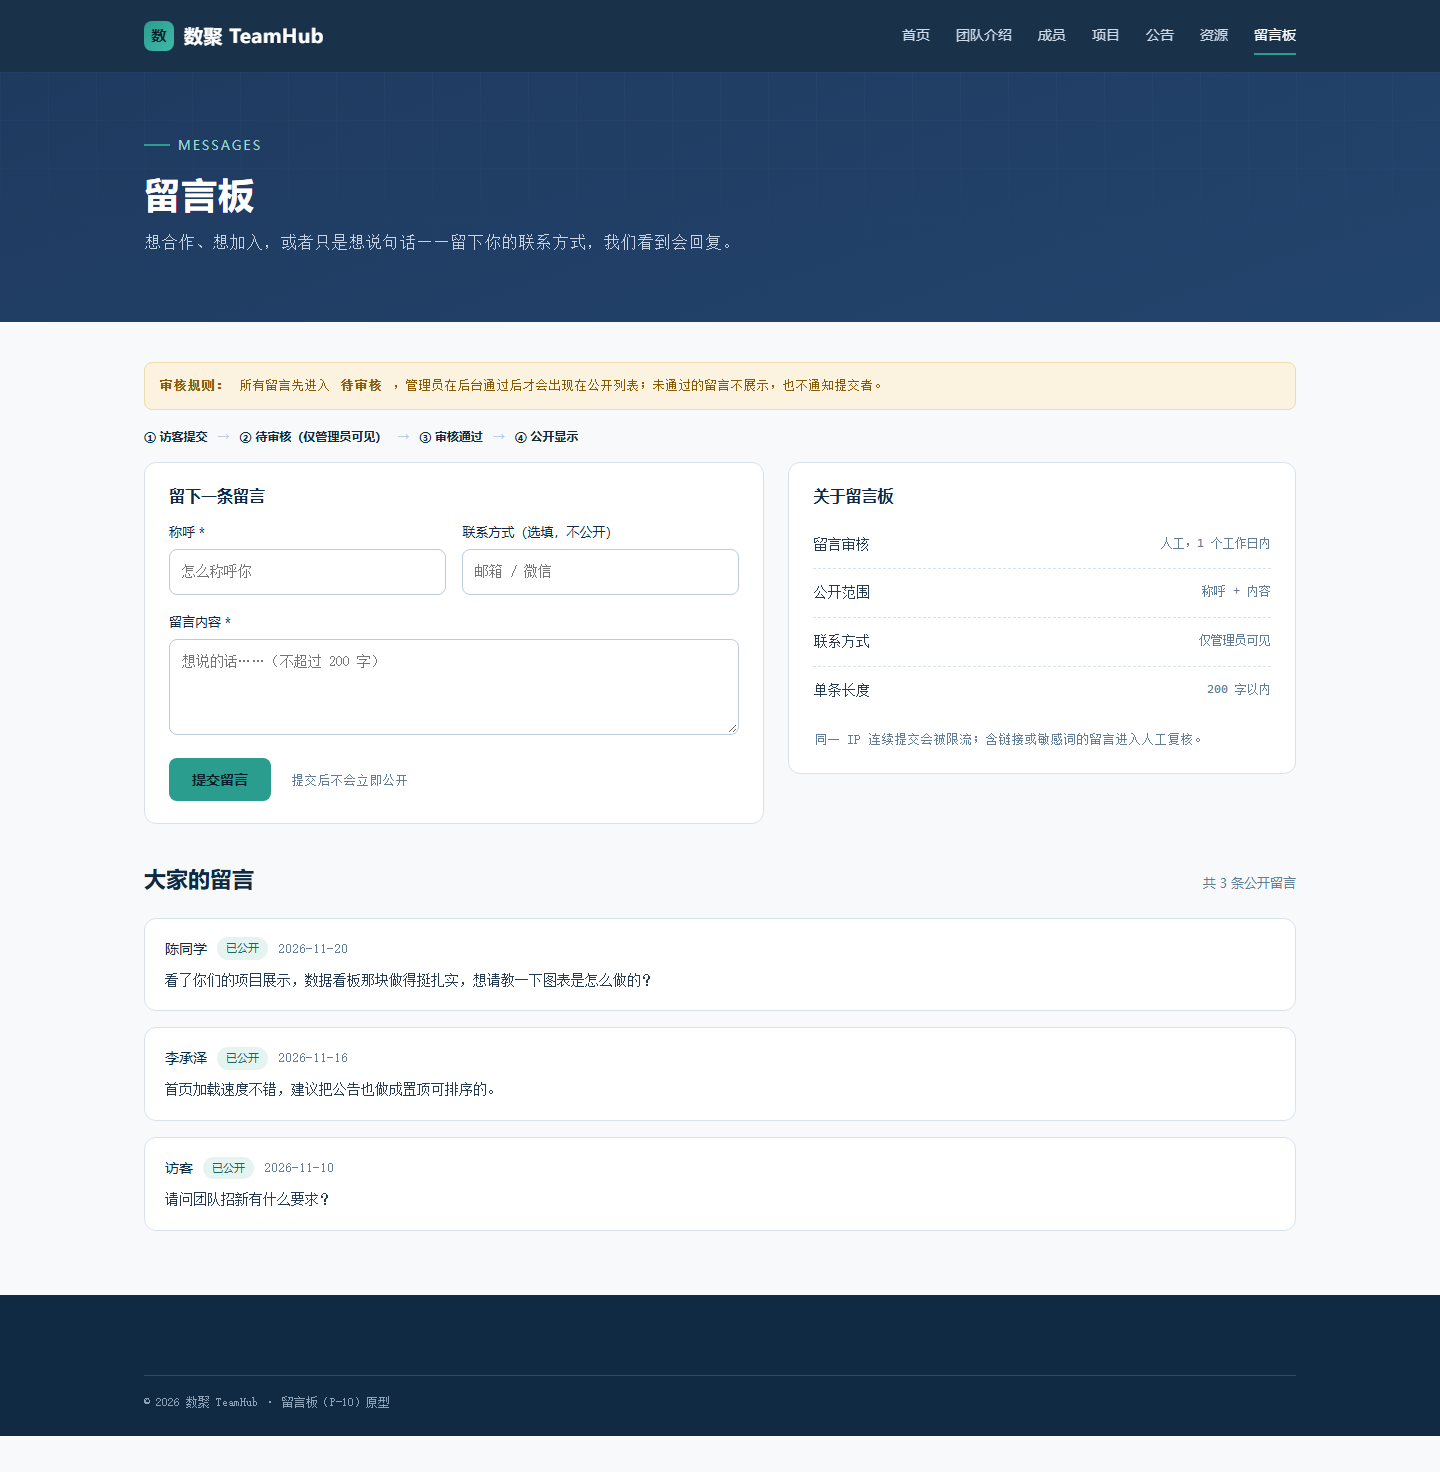 数 数聚 TeamHub
首页 团队介绍 成员 项目 公告 资源 留言板
MESSAGES
留言板
想合作、想加入，或者只是想说句话——留下你的联系方式，我们看到会回复。
审核规则： 所有留言先进入 待审核 ，管理员在后台通过后才会出现在公开列表；未通过的留言不展示，也不通知提交者。
① 访客提交 → ② 待审核（仅管理员可见） → ③ 审核通过 → ④ 公开显示
留下一条留言
称呼 * 联系方式（选填，不公开）
怎么称呼你 邮箱 / 微信
留言内容 *
想说的话……（不超过 200 字）
提交留言 提交后不会立即公开
关于留言板
留言审核 人工，1 个工作日内
公开范围 称呼 + 内容
联系方式 仅管理员可见
单条长度 200 字以内
同一 IP 连续提交会被限流；含链接或敏感词的留言进入人工复核。
大家的留言 共 3 条公开留言
陈同学 已公开 2026-11-20
看了你们的项目展示，数据看板那块做得挺扎实，想请教一下图表是怎么做的？
李承泽 已公开 2026-11-16
首页加载速度不错，建议把公告也做成置顶可排序的。
访客 已公开 2026-11-10
请问团队招新有什么要求？
© 2026 数聚 TeamHub · 留言板（P-10）原型